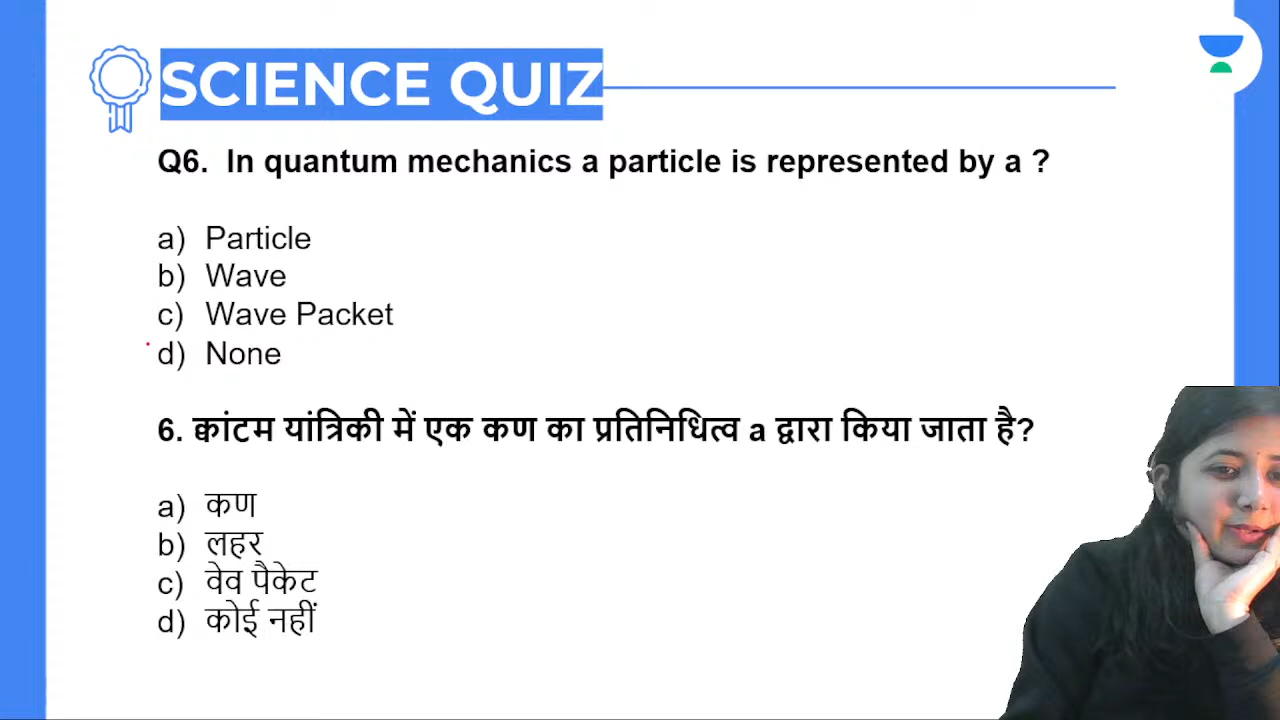 SCIENCE QUIZ
Q6. In quantum mechanics a particle is represented by a ?
a) Particle
b) Wave
c) Wave Packet
d) None
6. क्वांटम यांत्रिकी में एक कण का प्रतिनिधित्व a द्वारा किया जाता है?
a) कण
b) लहर
c) वेव पैकेट
d) कोई नहीं